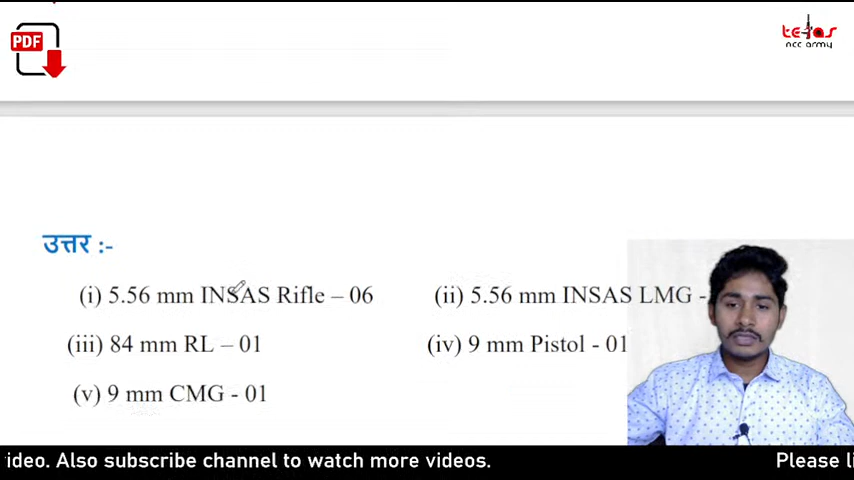 PDF
TEJAS
ncc army
उत्तर :-
(i) 5.56 mm INSAS Rifle – 06
(ii) 5.56 mm INSAS LMG -
(iii) 84 mm RL – 01
(iv) 9 mm Pistol - 01
(v) 9 mm CMG - 01
ideo. Also subscribe channel to watch more videos.
Please li